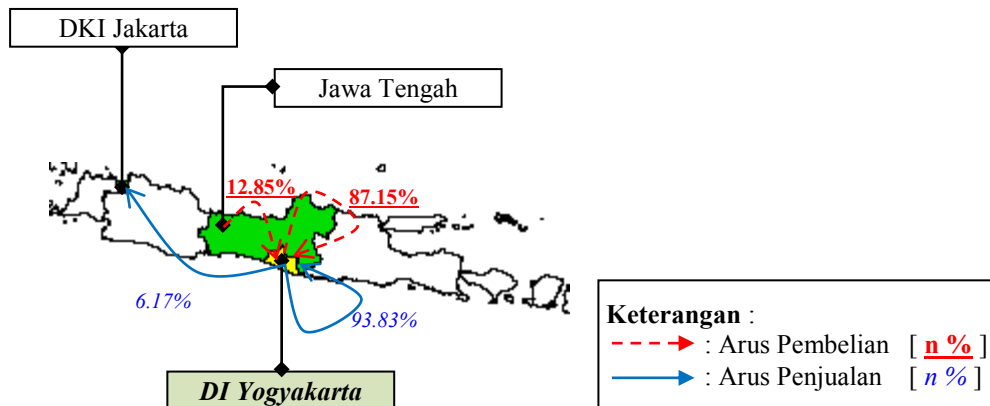 DKI Jakarta
Jawa Tengah
12.85%
87.15%
6.17%
93.83%
DI Yogyakarta
Keterangan :
: Arus Pembelian [ n % ]
: Arus Penjualan [ n % ]